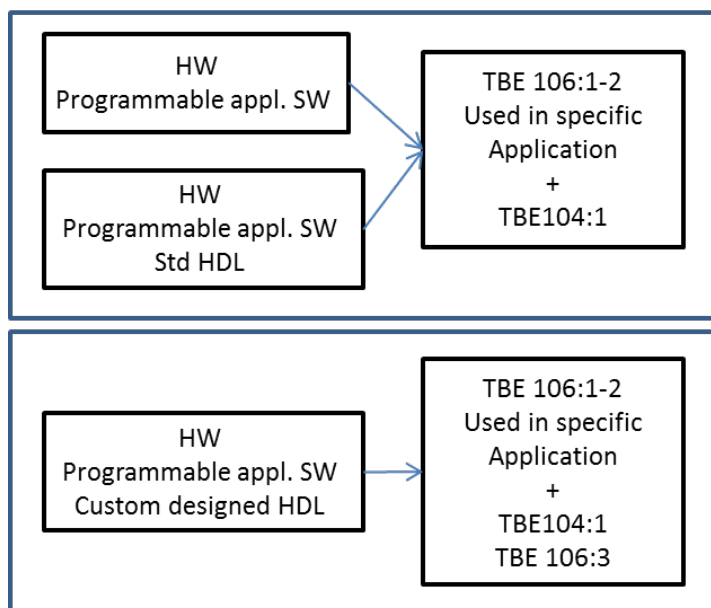 HW
Programmable appl. SW
HW
Programmable appl. SW
Std HDL
TBE 106:1-2
Used in specific
Application
+
TBE104:1
HW
Programmable appl. SW
Custom designed HDL
TBE 106:1-2
Used in specific
Application
+
TBE104:1
TBE 106:3